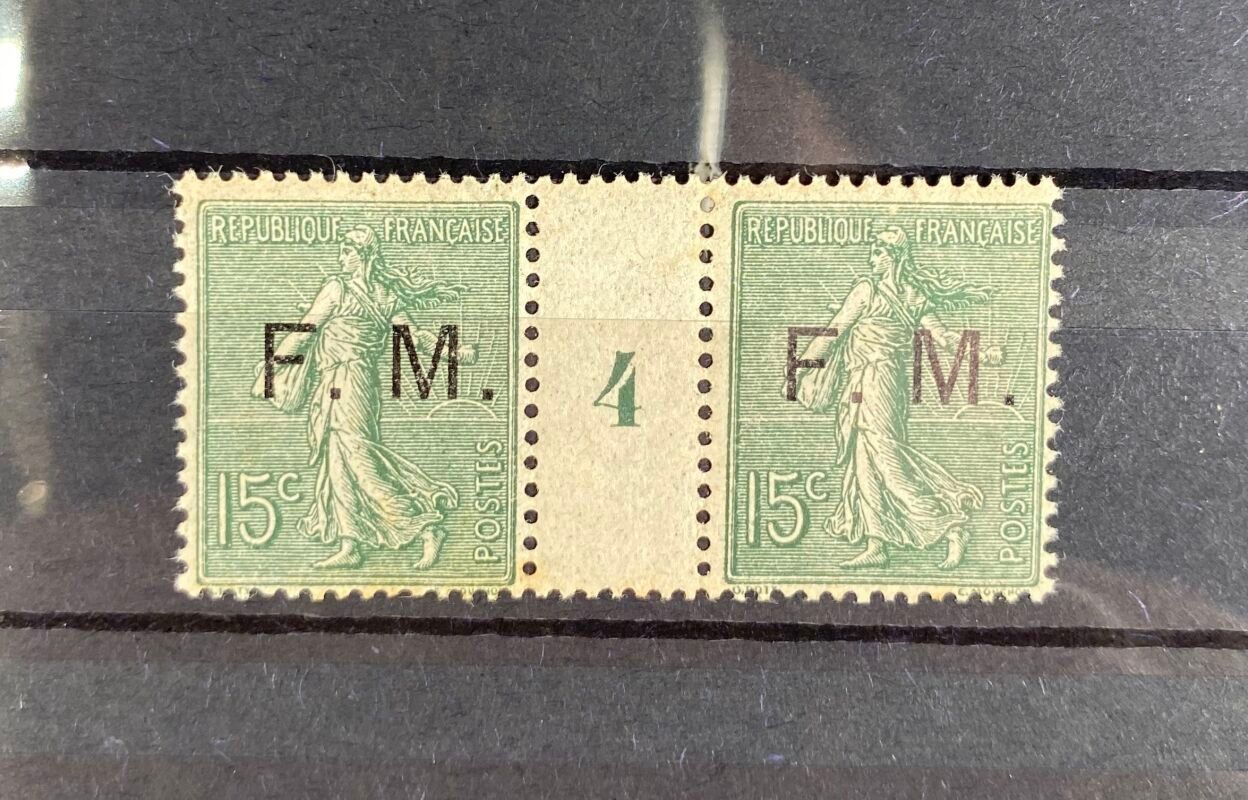 REPUBLIQUE FRANÇAISE
F. M.
15c
POSTES
4
REPUBLIQUE FRANÇAISE
F. M.
15c
POSTES